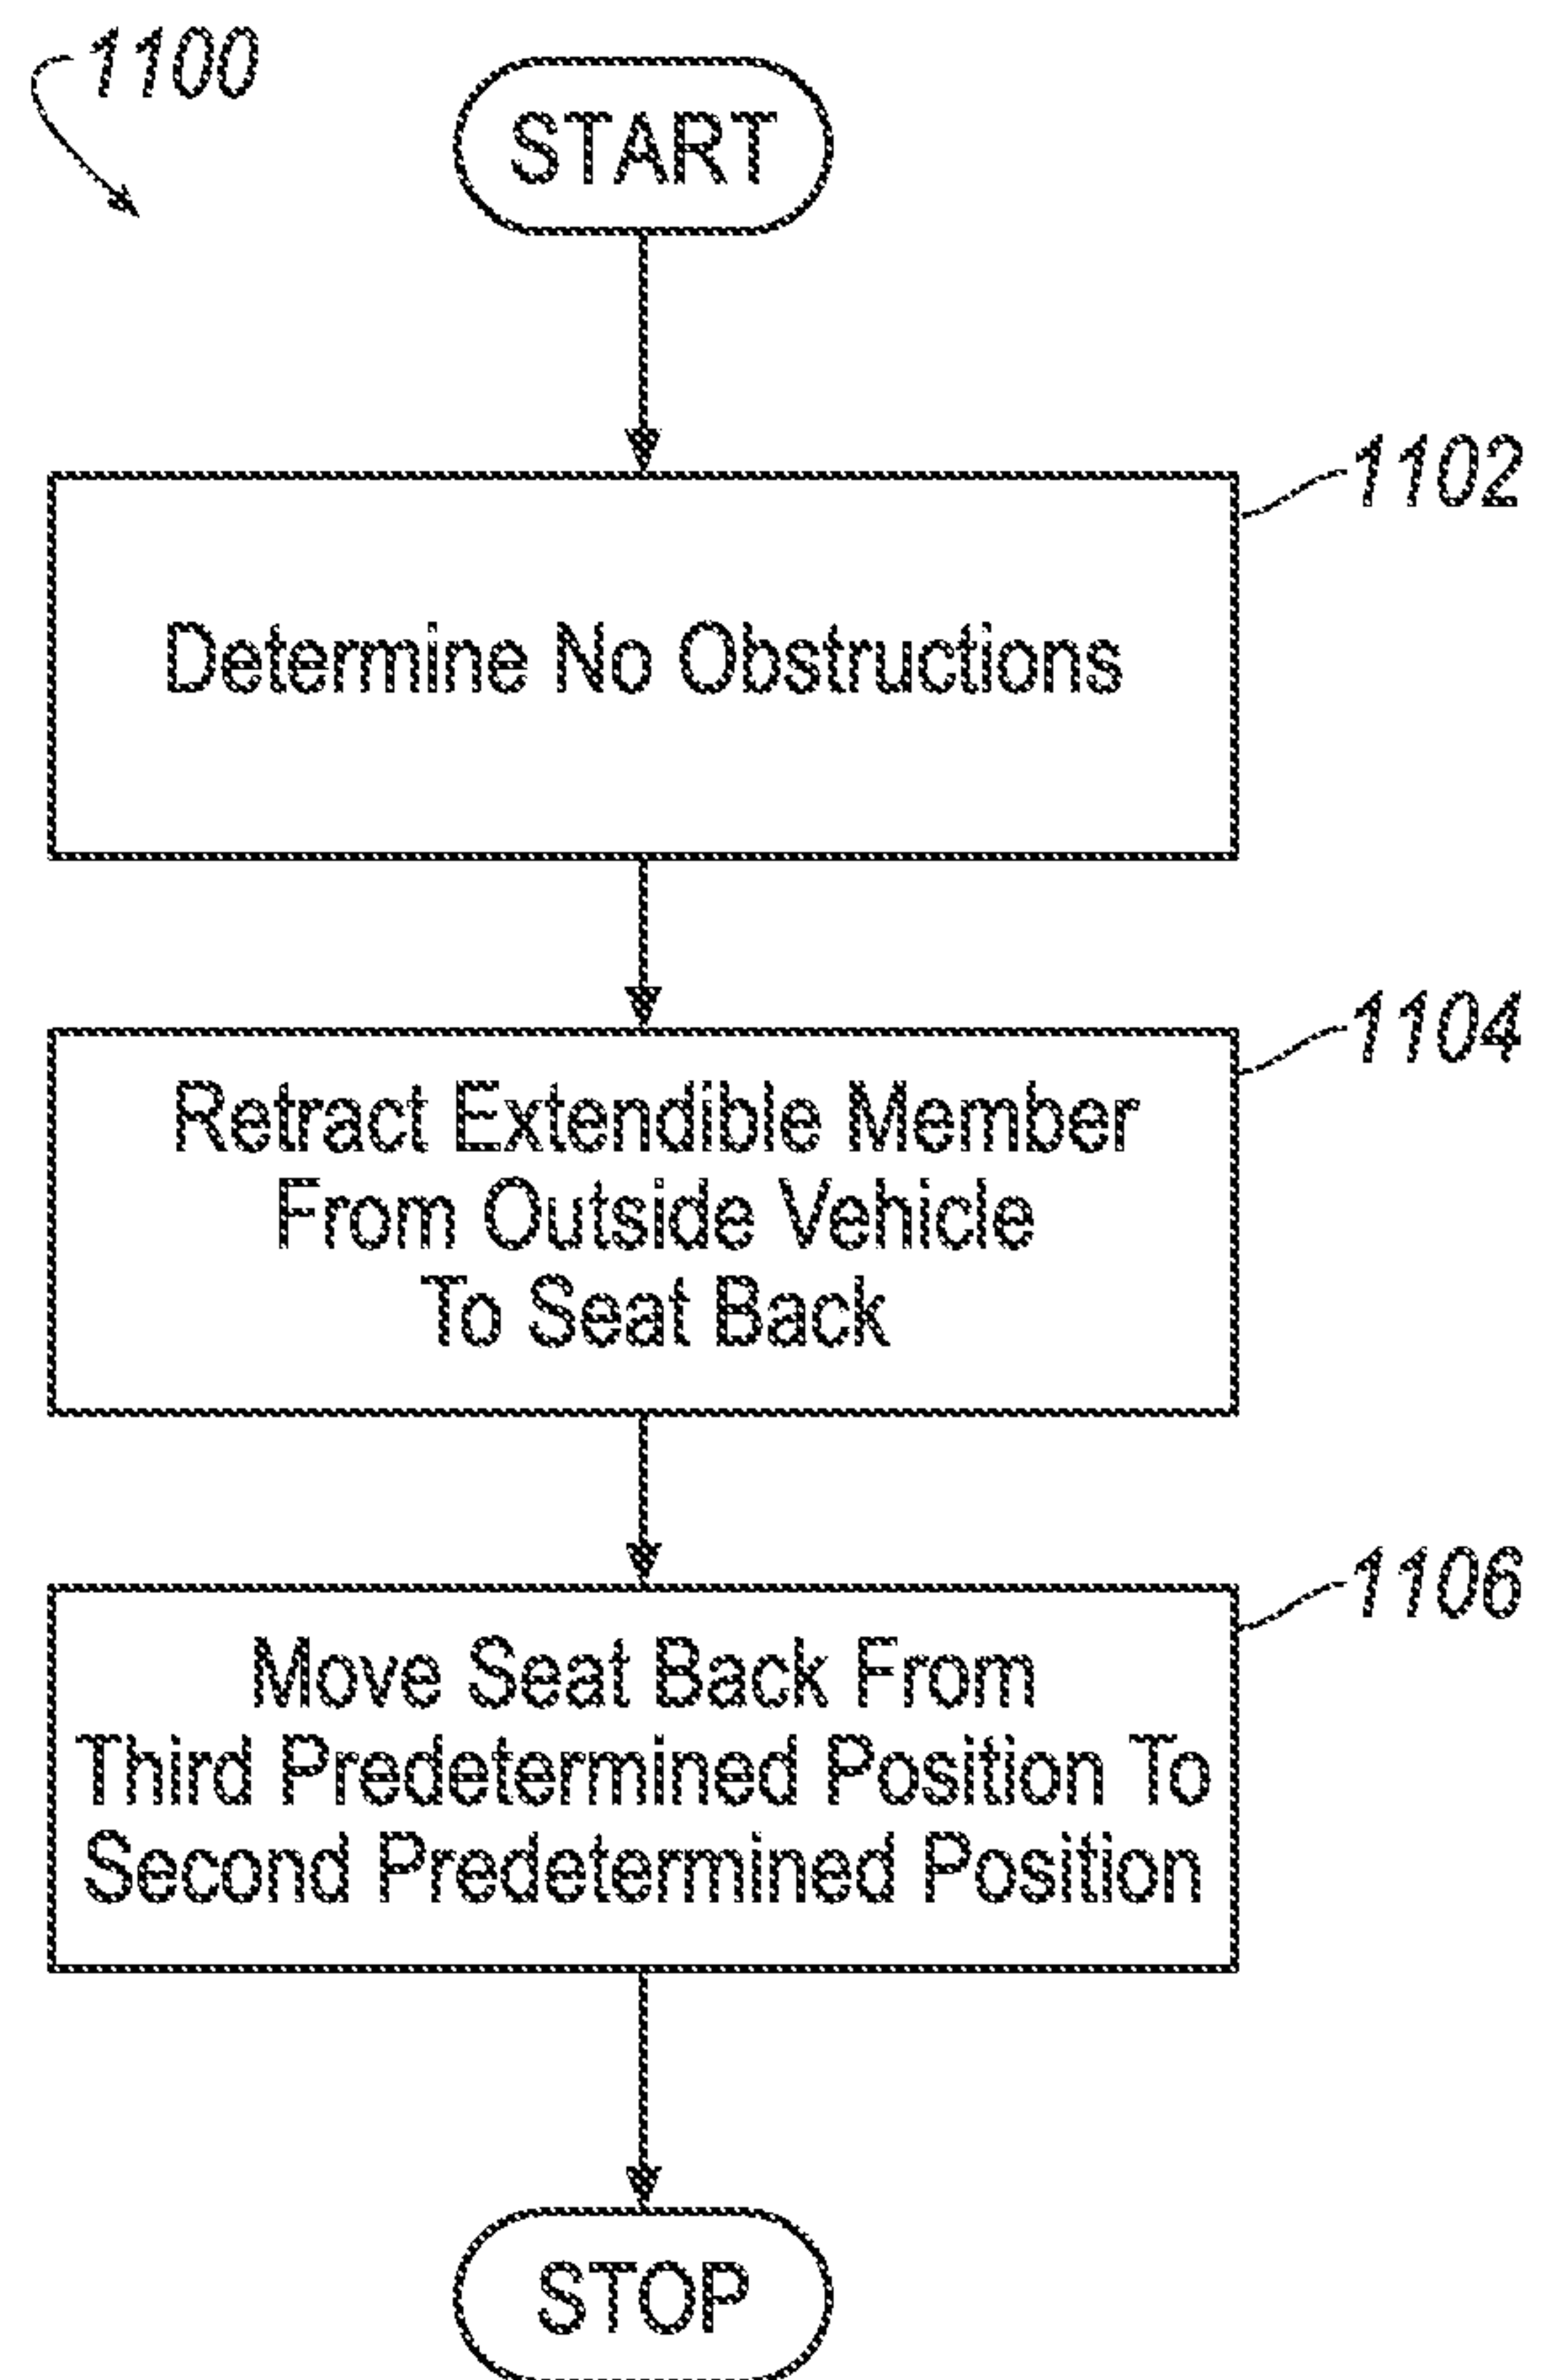 1100
START
1102
Determine No Obstructions
1104
Retract Extendible Member
From Outside Vehicle
To Seat Back
1106
Move Seat Back From
Third Predetermined Position To
Second Predetermined Position
STOP